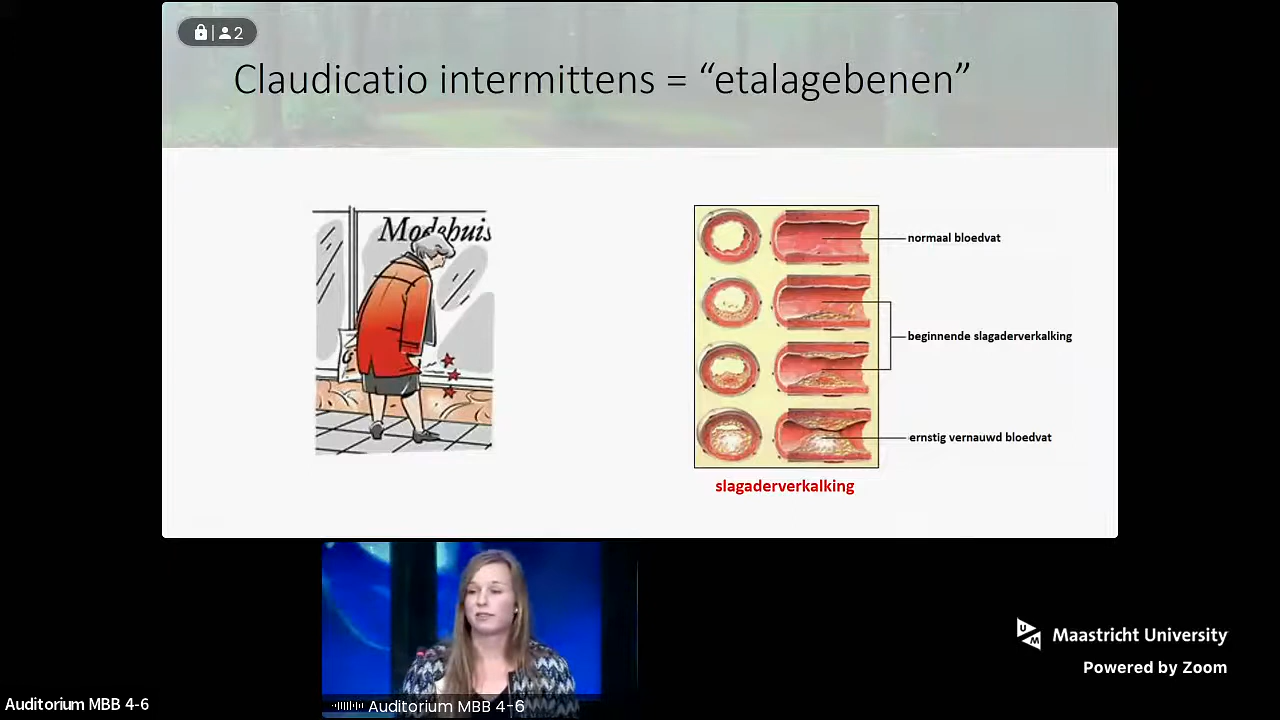 2
Claudicatio intermittens = “etalagebenen”
Modehuis
normaal bloedvat
beginnende slagaderverkalking
ernstig vernauwd bloedvat
slagaderverkalking
UM
Maastricht University
Powered by Zoom
Auditorium MBB 4-6
Auditorium MBB 4-6